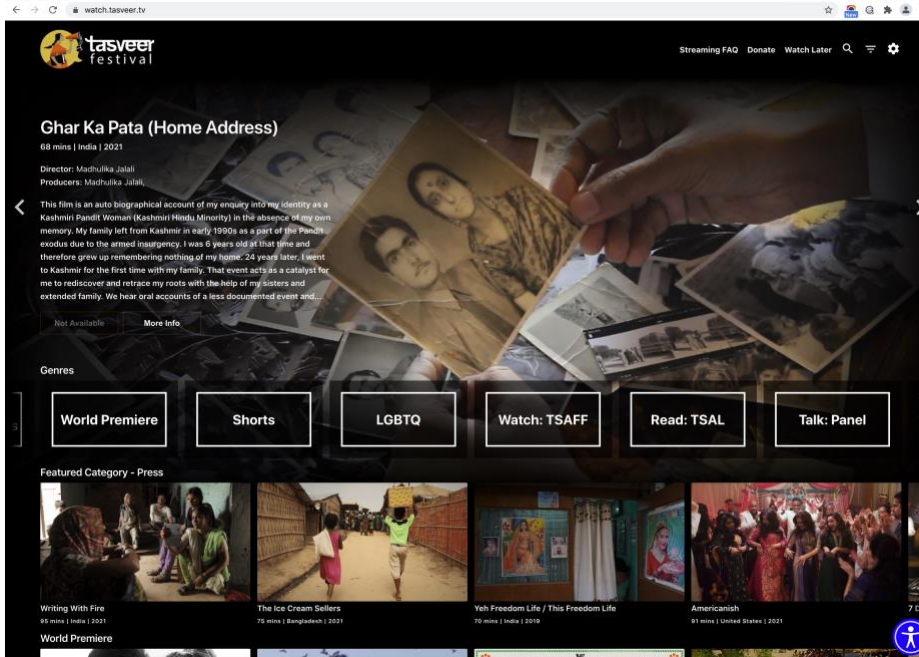 watch.tasveer.tv
New
tasveer
festival
Streaming FAQ Donate Watch Later
Ghar Ka Pata (Home Address)
68 mins | India | 2021
Director: Madhulika Jalali
Producers: Madhulika Jalali,
This film is an auto biographical account of my enquiry into my identity as a
Kashmiri Pandit Woman (Kashmiri Hindu Minority) in the absence of my own
memory. My family left from Kashmir in early 1990s as a part of the Pandit
exodus due to the armed insurgency. I was 6 years old at that time and
therefore grew up remembering nothing of my home. 24 years later, I went
to Kashmir for the first time with my family. That event acts as a catalyst for
me to rediscover and retrace my roots with the help of my sisters and
extended family. We hear oral accounts of a less documented event and...
Not Available More Info
Genres
s World Premiere Shorts LGBTQ Watch: TSAFF Read: TSAL Talk: Panel
Featured Category - Press
Writing With Fire The Ice Cream Sellers Yeh Freedom Life / This Freedom Life Americanish 7 D
95 mins | India | 2021 75 mins | Bangladesh | 2021 70 mins | India | 2019 91 mins | United States | 2021
World Premiere